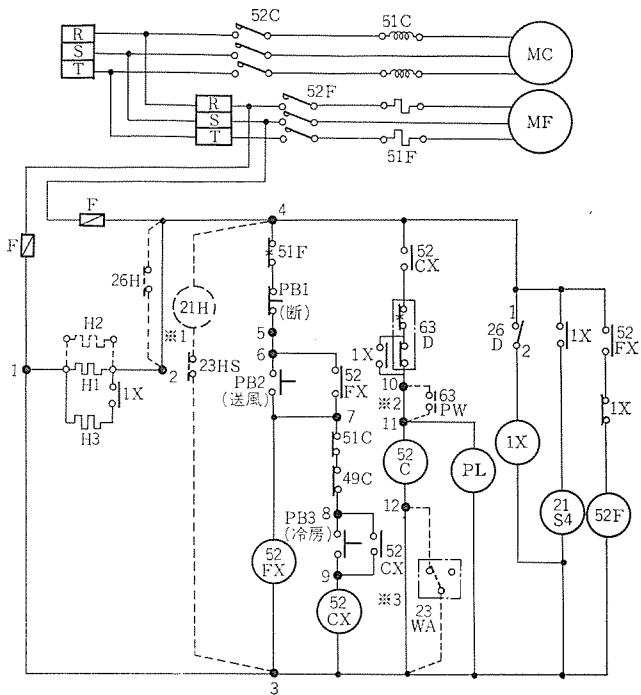 52C
51C
R
S
T
MC
52F
R
S
T
MF
51F
F
F
4
51F
26H
21H
PB1
(断)
52
CX
5
63
D
1
26
D
2
1X
52
FX
H2
※1
23HS
6
1X
1
H1
1X
2
PB2
(送風)
52
FX
10
※2
63
PW
1X
H3
7
11
51C
52
C
PL
1X
49C
12
21
S4
52F
PB3
(冷房)
8
52
CX
52
FX
9
※3
23
WA
52
CX
3